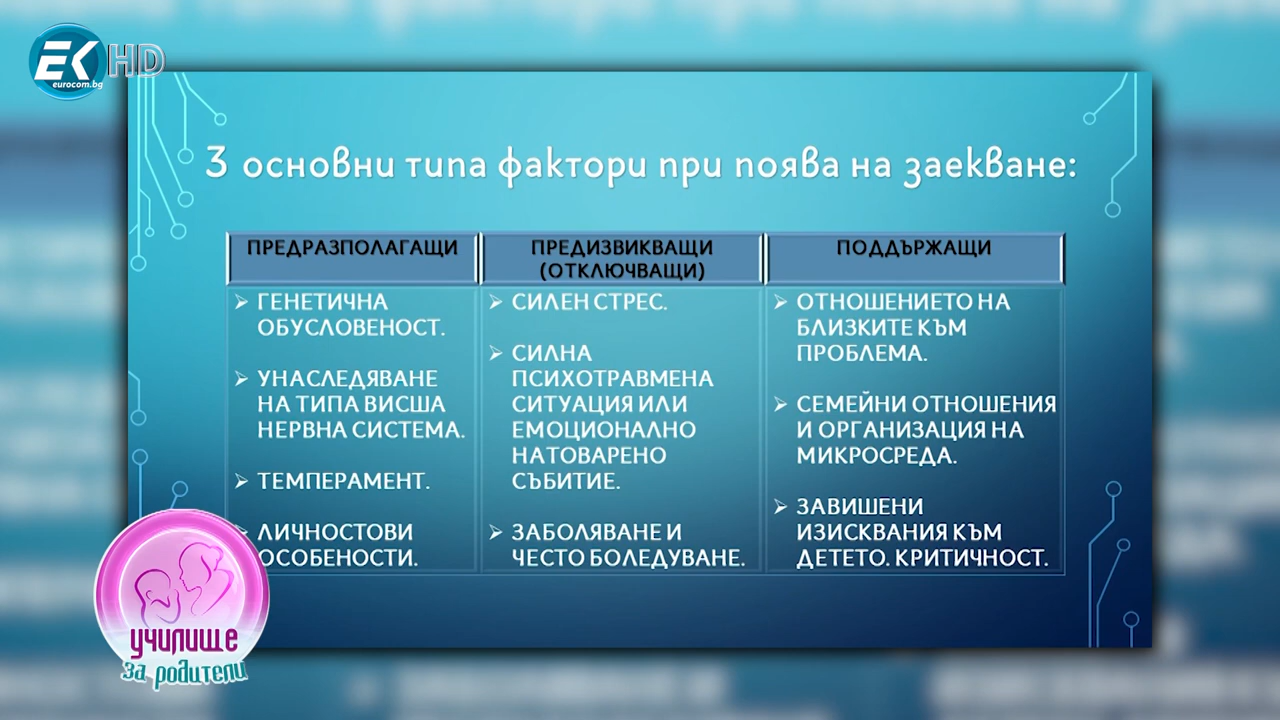 EK HD
eurocom.bg
3 основни типа фактори при поява на заекване:
ПРЕДРАЗПОЛАГАЩИ
ГЕНЕТИЧНА
ОБУСЛОВЕНОСТ.
УНАСЛЕДЯВАНЕ
НА ТИПА ВИСША
НЕРВНА СИСТЕМА.
ТЕМПЕРАМЕНТ.
ЛИЧНОСТОВИ
ОСОБЕНОСТИ.
ПРЕДИЗВИКВАЩИ
(ОТКЛЮЧВАЩИ)
СИЛЕН СТРЕС.
СИЛНА
ПСИХОТРАВМЕНА
СИТУАЦИЯ ИЛИ
ЕМОЦИОНАЛНО
НАТОВАРЕНО
СЪБИТИЕ.
ЗАБОЛЯВАНЕ И
ЧЕСТО БОЛЕДУВАНЕ.
ПОДДЪРЖАЩИ
ОТНОШЕНИЕТО НА
БЛИЗКИТЕ КЪМ
ПРОБЛЕМА.
СЕМЕЙНИ ОТНОШЕНИЯ
И ОРГАНИЗАЦИЯ НА
МИКРОСРЕДА.
ЗАВИШЕНИ
ИЗИСКВАНИЯ КЪМ
ДЕТЕТО. КРИТИЧНОСТ.
училище
за родители